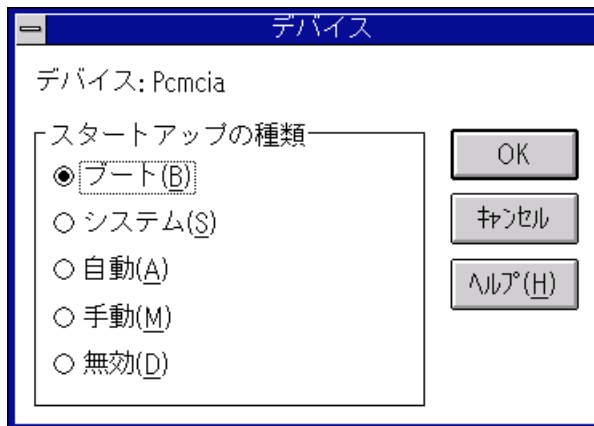 デバイス
デバイス: Pcmcia
スタートアップの種類
ブート(B)
システム(S)
自動(A)
手動(M)
無効(D)
OK
ｷｬﾝｾﾙ
ﾍﾙﾌﾟ(H)